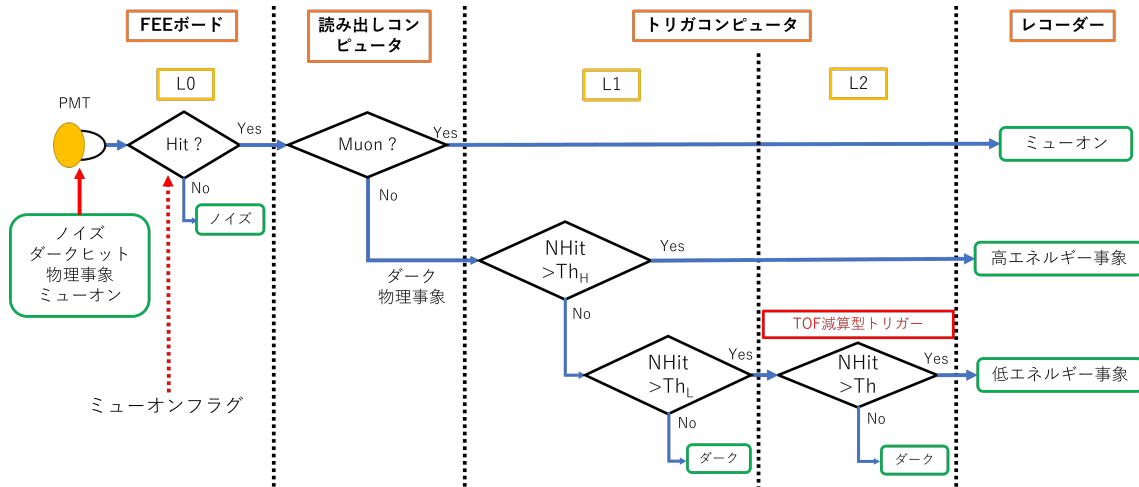 FEEボード
読み出しコン
ピュータ
トリガコンピュータ
レコーダー
L0
L1
L2
PMT
Hit ?
Yes
No
ノイズ
Muon ?
Yes
No
ミューオン
ノイズ
ダークヒット
物理事象
ミューオン
ダーク
物理事象
NHit
>Th_H
Yes
No
高エネルギー事象
TOF減算型トリガー
NHit
>Th_L
Yes
No
ダーク
NHit
>Th
Yes
No
ダーク
低エネルギー事象
ミューオンフラグ